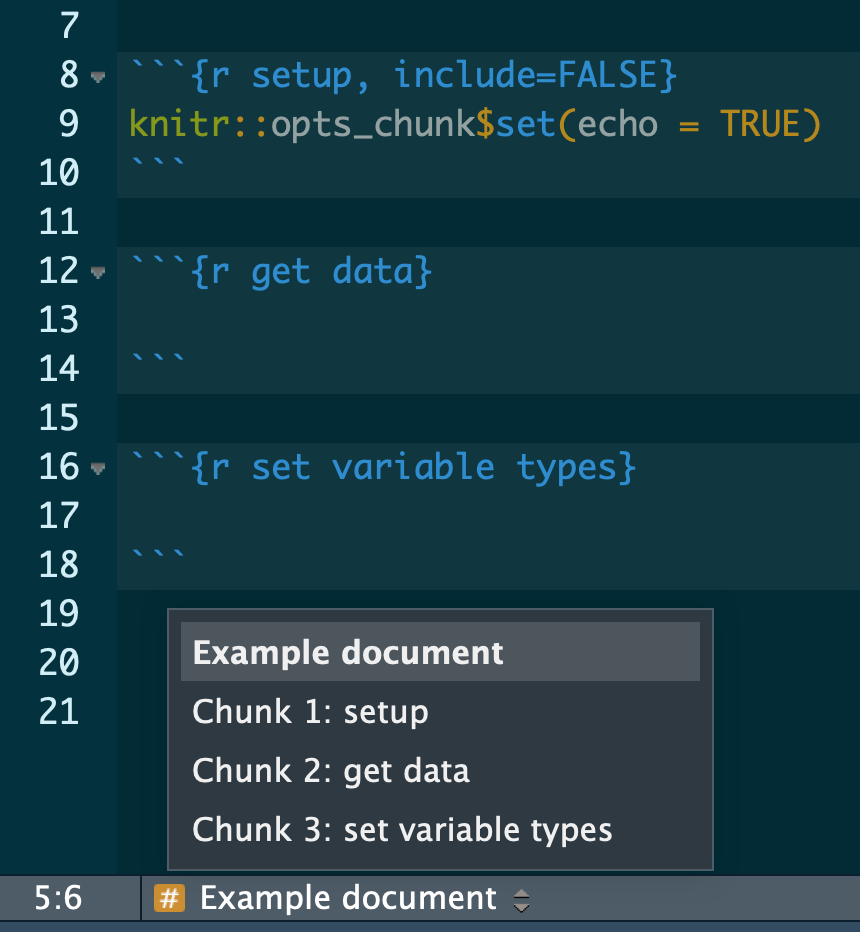 7
8 ```{r setup, include=FALSE}
9 knitr::opts_chunk$set(echo = TRUE)
10 ```
11
12 ```{r get data}
13
14 ```
15
16 ```{r set variable types}
17
18 ```
19
20
21
Example document
Chunk 1: setup
Chunk 2: get data
Chunk 3: set variable types
5:6 # Example document